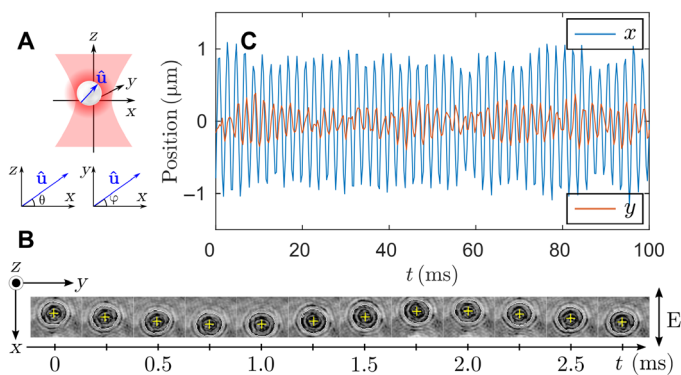 A
z
û
y
x
z
û
θ
x
y
û
φ
x
C
x
y
Position (μm)
1
0
−1
0
20
40
60
80
100
t (ms)
B
z
y
x
E
0
0.5
1.0
1.5
2.0
2.5
t (ms)